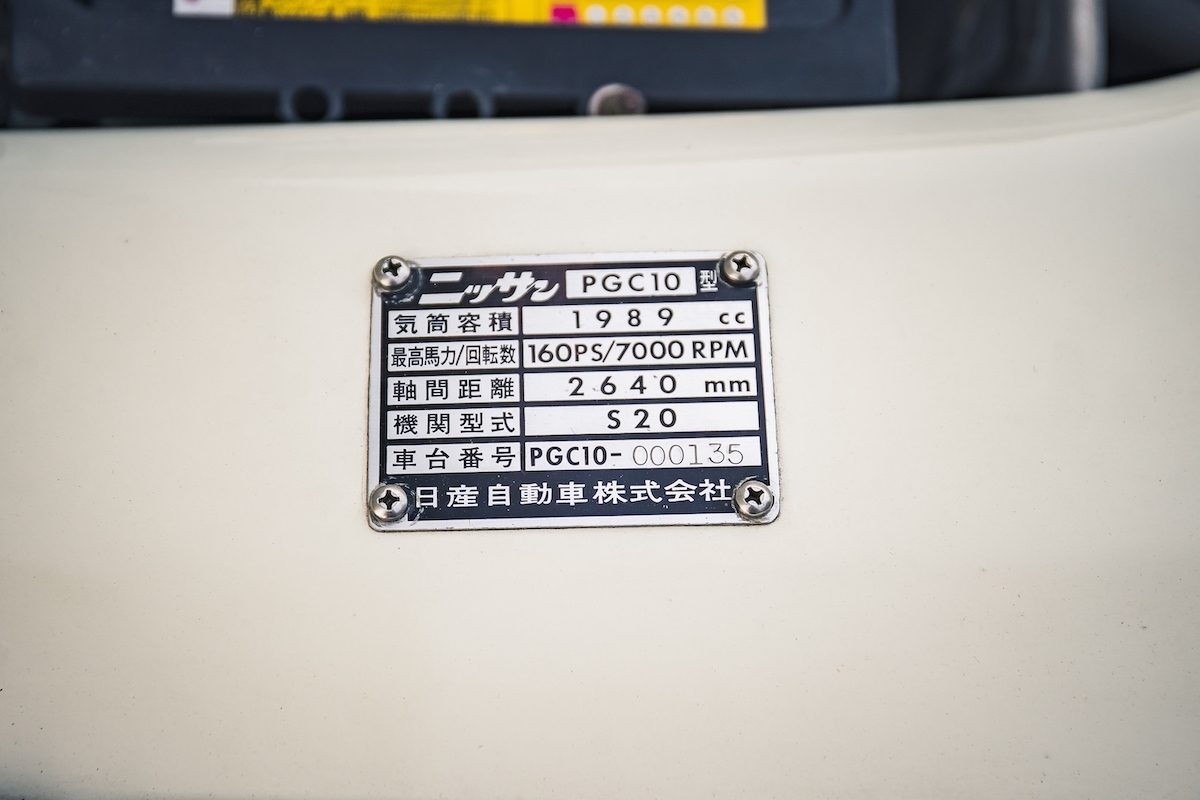 ニッサン PGC10 型
気筒容積 1989 cc
最高馬力/回転数 160PS/7000 RPM
軸間距離 2640 mm
機関型式 S20
車台番号 PGC10-000135
日産自動車株式会社